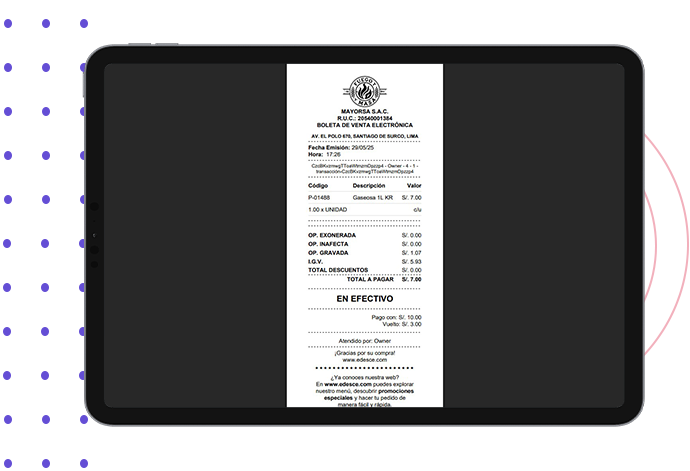 FUEGO Y
MASA
MAYORSA S.A.C.
R.U.C.: 20540001384
BOLETA DE VENTA ELECTRÓNICA
AV. EL POLO 670, SANTIAGO DE SURCO, LIMA
Fecha Emisión: 29/05/25
Hora: 17:26
- Owner - 4 - 1 -
Código Descripción Valor
P-01488 Gaseosa 1L KR S/. 7.00
1.00 x UNIDAD c/u
OP. EXONERADA S/. 0.00
OP. INAFECTA S/. 0.00
OP. GRAVADA S/. 1.07
I.G.V. S/. 5.93
TOTAL DESCUENTOS S/. 0.00
TOTAL A PAGAR S/. 7.00
EN EFECTIVO
Pago con: S/. 10.00
Vuelto: S/. 3.00
Atendido por: Owner
¡Gracias por su compra!
www.edesce.com
¿Ya conoces nuestra web?
En www.edesce.com puedes explorar
nuestro menú, descubrir promociones
especiales y hacer tu pedido de
manera fácil y rápida.